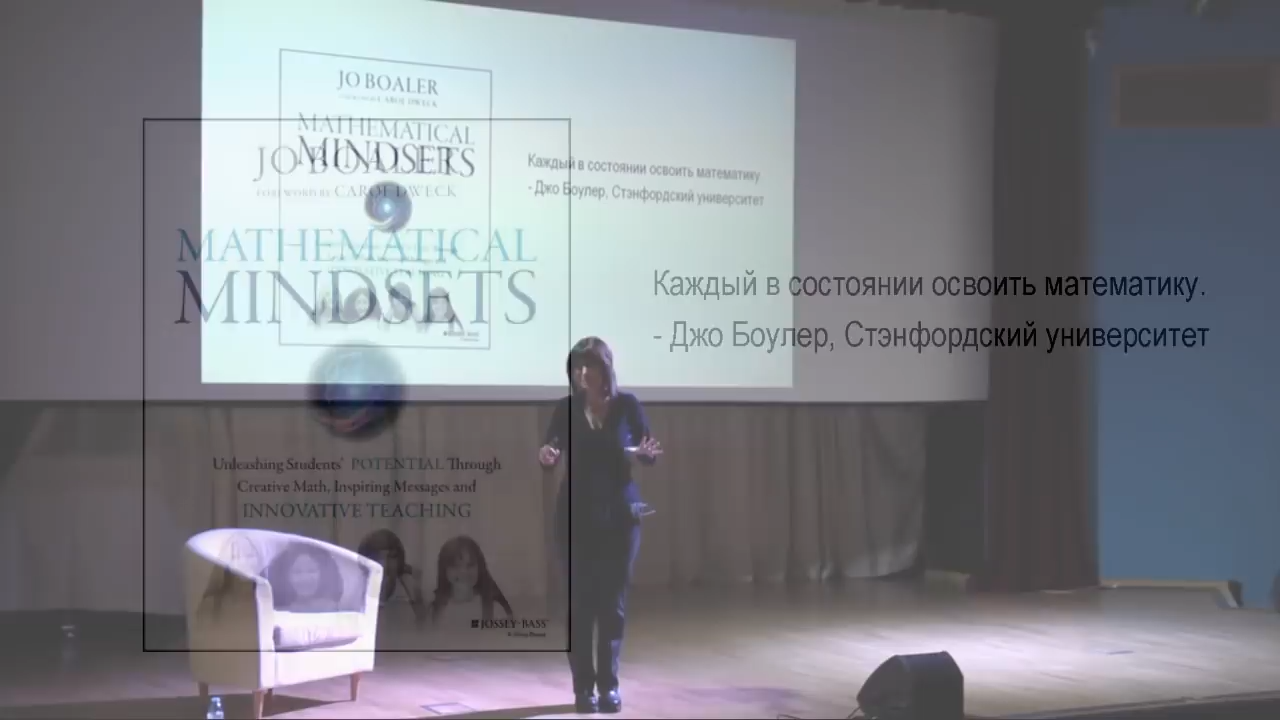 JO BOALER
MATHEMATICAL
MINDSETS
Каждый в состоянии освоить математику.
- Джо Боулер, Стэнфордский университет
JO BOALER
FOREWORD BY CAROL DWECK
MATHEMATICAL
MINDSETS
Unleashing Students' POTENTIAL Through
Creative Math, Inspiring Messages and
INNOVATIVE TEACHING
JOSSEY-BASS
Каждый в состоянии освоить математику.
- Джо Боулер, Стэнфордский университет